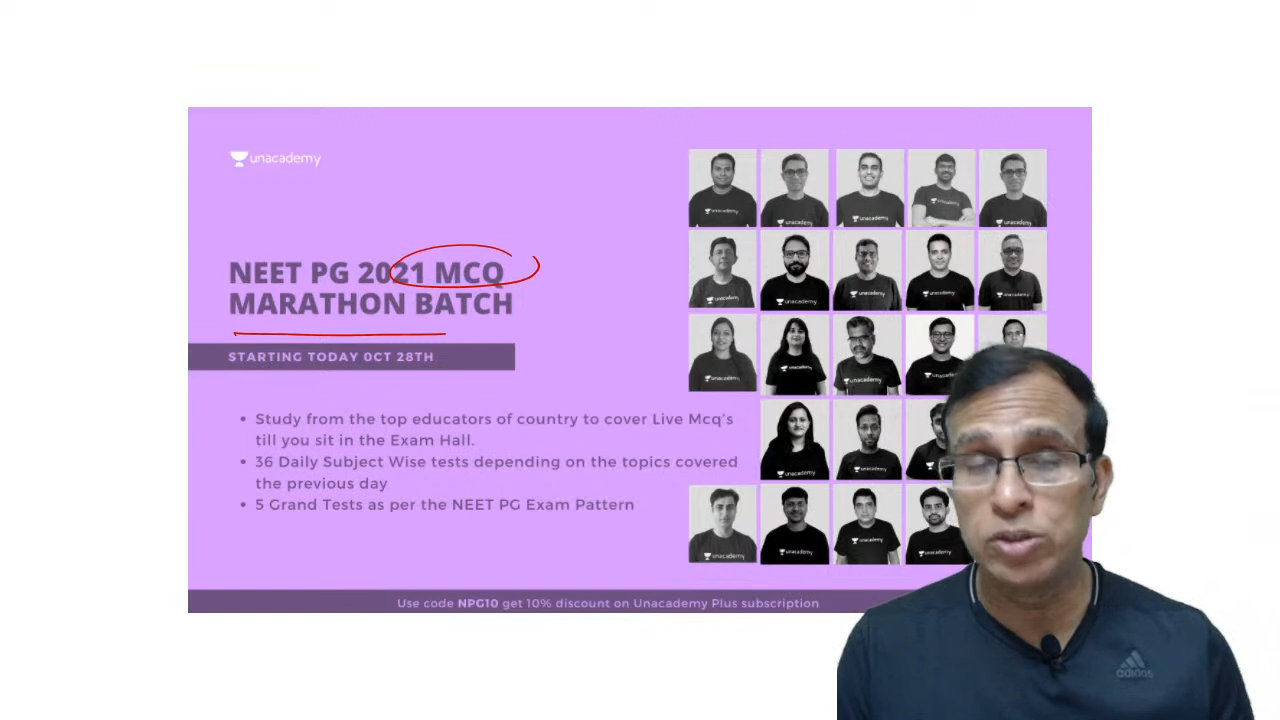 unacademy
NEET PG 2021 MCQ
MARATHON BATCH
STARTING TODAY OCT 28TH
• Study from the top educators of country to cover Live Mcq's
till you sit in the Exam Hall.
• 36 Daily Subject Wise tests depending on the topics covered
the previous day
• 5 Grand Tests as per the NEET PG Exam Pattern
Use code NPG10 get 10% discount on Unacademy Plus subscription
adidas